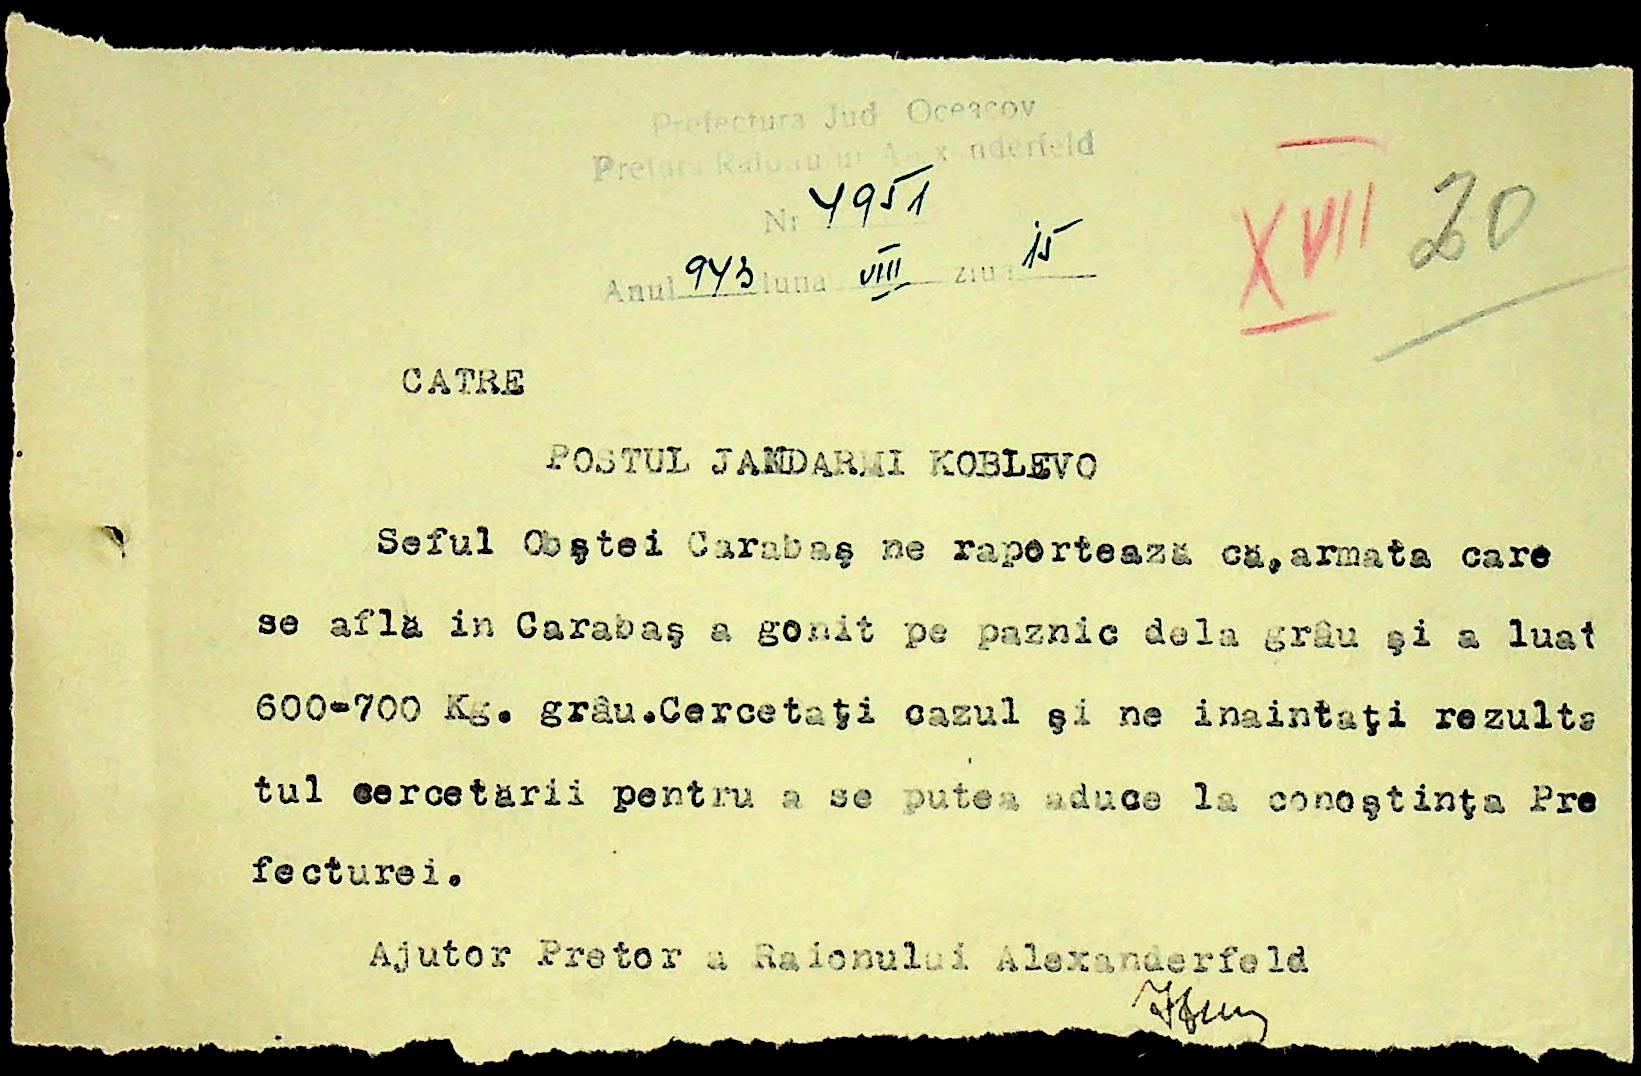 Prefectura Jud Oceacov
Pretura Raionului Alexanderfeld
Nr 4951
Anul 943 luna VIII ziua 15
XVII 20
CATRE
POSTUL JANDARMI KOBLEVO
Seful Obştei Carabaş ne raportează că,armata care
se află in Carabaş a gonit pe paznic dela grâu şi a luat
600-700 Kg. grâu.Cercetaţi cazul şi ne inaintaţi rezulta
tul cercetării pentru a se putea aduce la conoştinţa Pre
fecturei.
Ajutor Pretor a Raionului Alexanderfeld